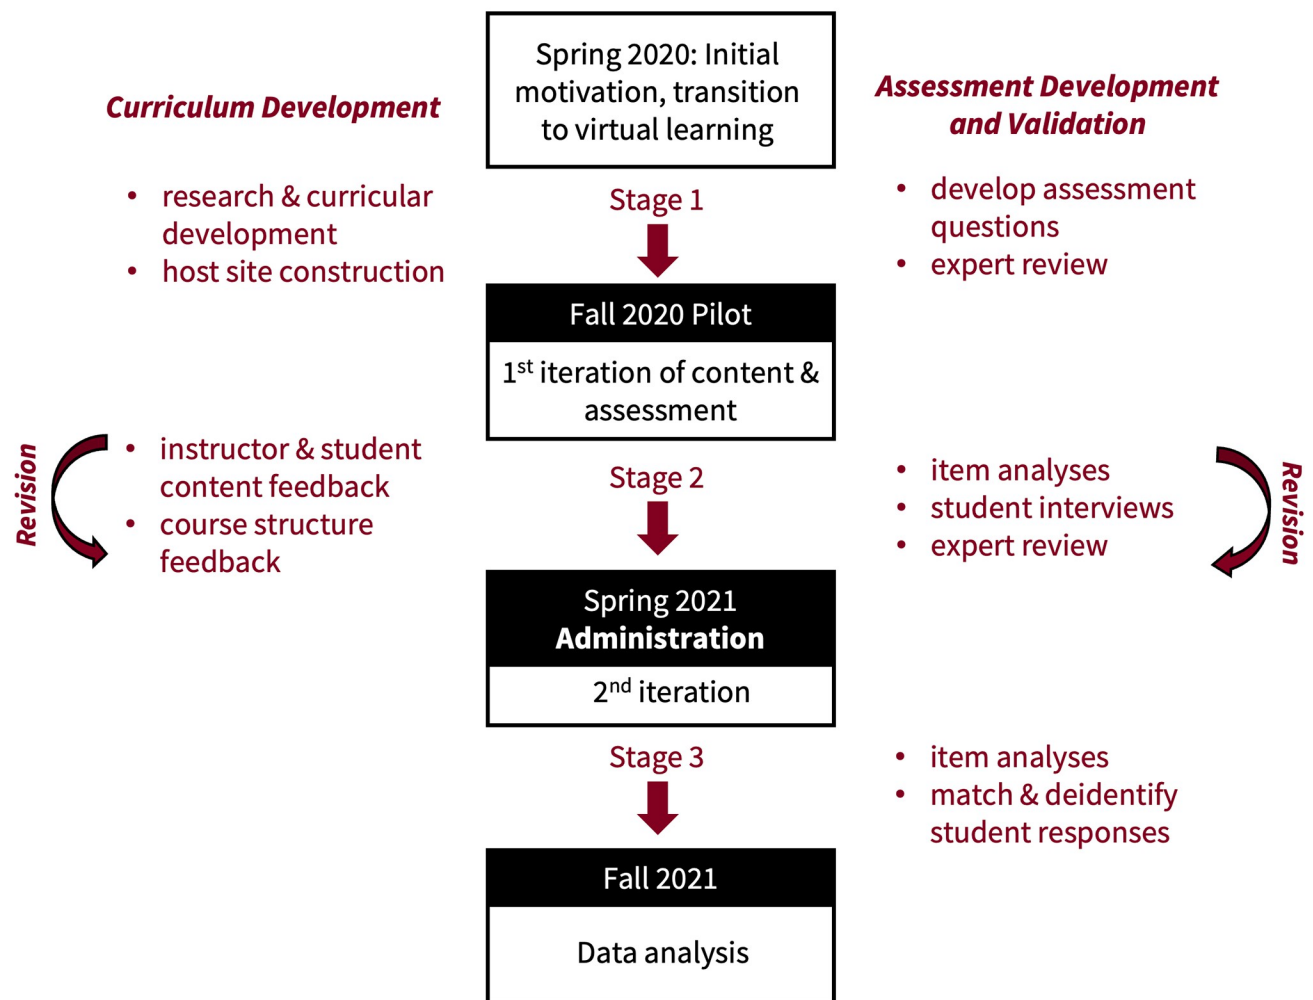 Spring 2020: Initial
motivation, transition
to virtual learning
Curriculum Development
Assessment Development
and Validation
• research & curricular
development
• host site construction
Stage 1
• develop assessment
questions
• expert review
Fall 2020 Pilot
1st iteration of content &
assessment
Revision
• instructor & student
content feedback
• course structure
feedback
Stage 2
• item analyses
• student interviews
• expert review
Revision
Spring 2021
Administration
2nd iteration
Stage 3
• item analyses
• match & deidentify
student responses
Fall 2021
Data analysis